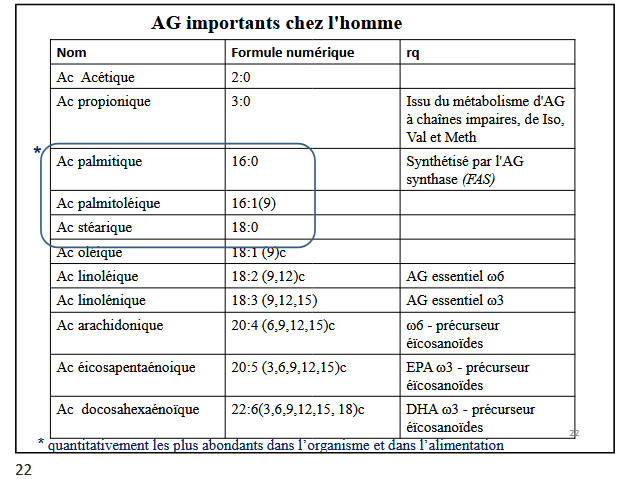 AG importants chez l'homme
Nom Formule numérique rq
Ac Acétique 2:0
Ac propionique 3:0 Issu du métabolisme d'AG
à chaînes impaires, de Iso,
Val et Meth
*
Ac palmitique 16:0 Synthétisé par l'AG
synthase (FAS)
Ac palmitoléique 16:1(9)
Ac stéarique 18:0
Ac oléique 18:1 (9)c
Ac linoléique 18:2 (9,12)c AG essentiel ω6
Ac linolénique 18:3 (9,12,15) AG essentiel ω3
Ac arachidonique 20:4 (6,9,12,15)c ω6 - précurseur
éïcosanoïdes
Ac éicosapentaénoique 20:5 (3,6,9,12,15)c EPA ω3 - précurseur
éïcosanoïdes
Ac docosahexaénoïque 22:6(3,6,9,12,15, 18)c DHA ω3 - précurseur
éïcosanoïdes
22
* quantitativement les plus abondants dans l'organisme et dans l'alimentation
22